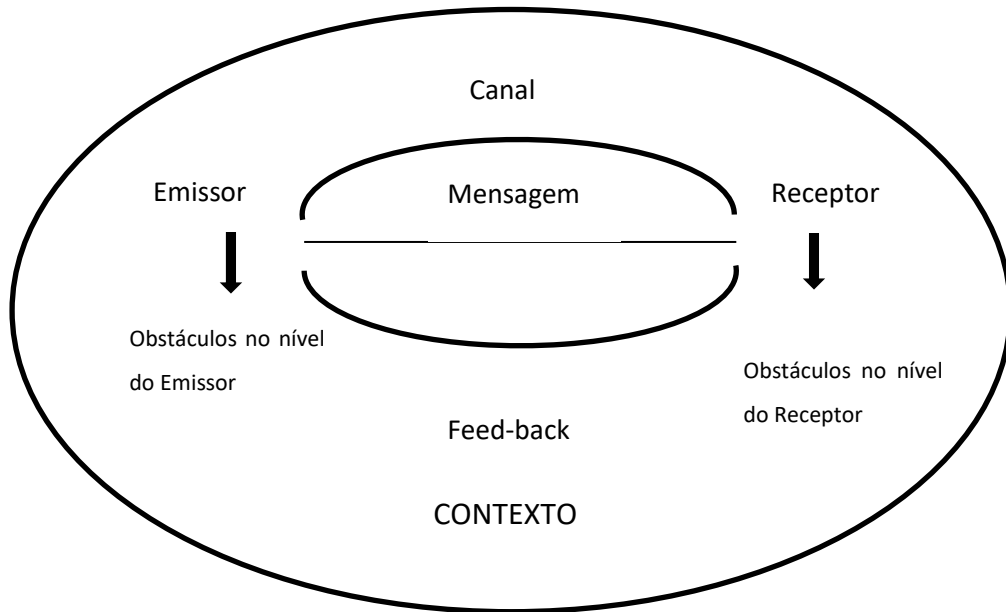 Canal
Emissor
Mensagem
Receptor
Obstáculos no nível
do Emissor
Obstáculos no nível
do Receptor
Feed-back
CONTEXTO